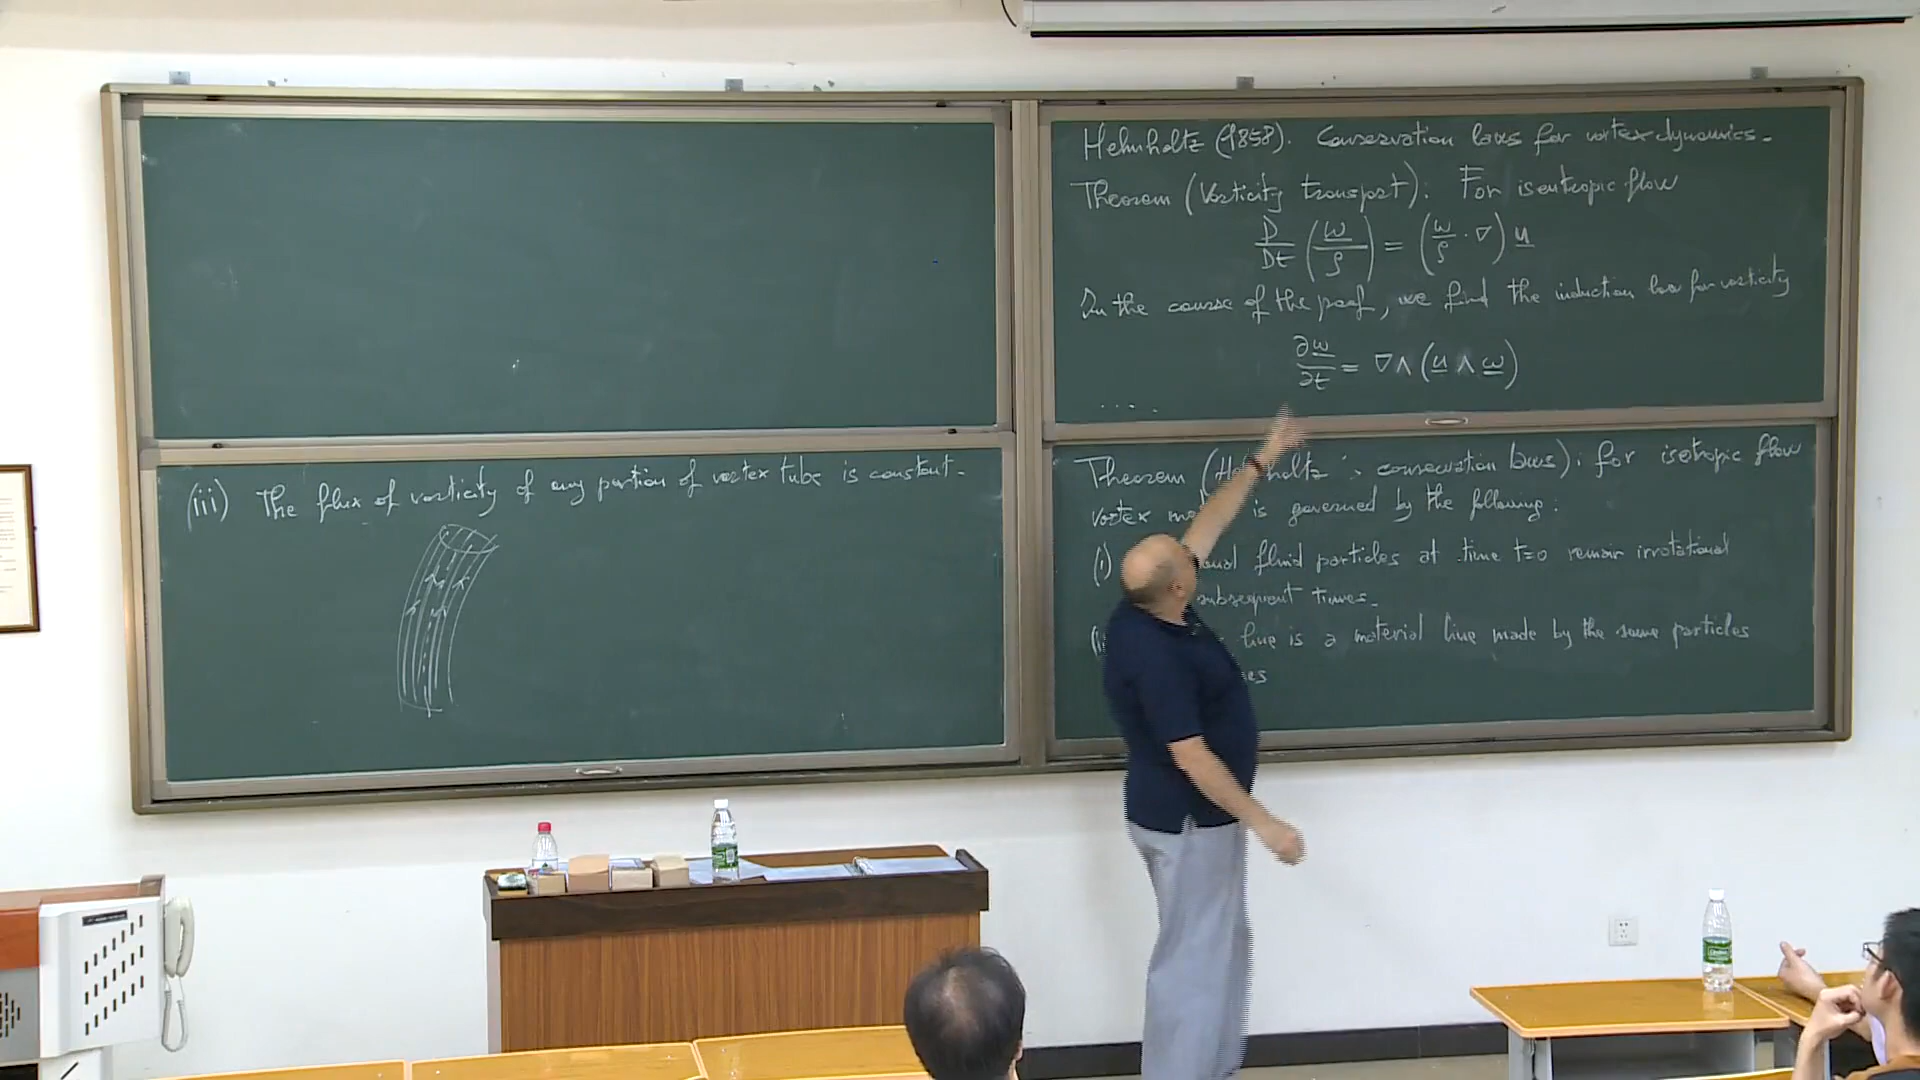 Helmholtz (1858). Conservation laws for vortex dynamics.
Theorem (Vorticity transport): For isentropic flow
D/Dt (ω/ρ) = (ω/ρ · ∇) u
In the course of the proof, we find the induction law for vorticity
∂ω/∂t = ∇∧(u ∧ ω)
....
Theorem (Helmholtz's conservation laws): for isotropic flow
vortex is governed by the following:
(i) fluid particles at time t=0 remain irrotational
subsequent times.
line is a material line made by the same particles
(iii) The flux of vorticity of any portion of vortex tube is constant.